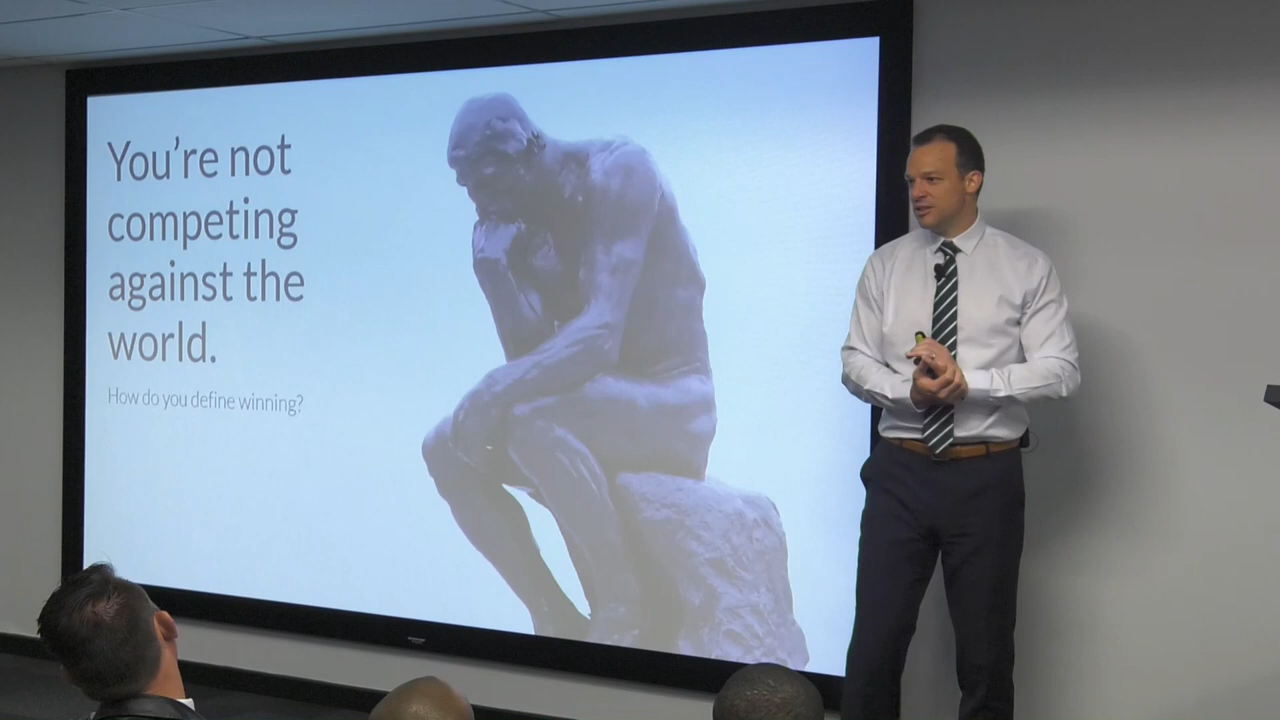 You're not
competing
against the
world.
How do you define winning?